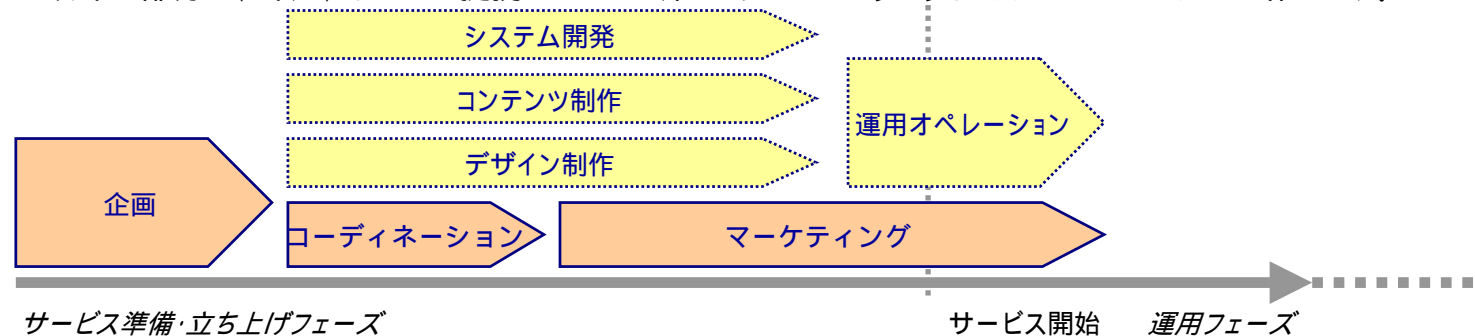 システム開発
コンテンツ制作
運用オペレーション
デザイン制作
企画
コーディネーション
マーケティング
サービス準備・立ち上げフェーズ
サービス開始
運用フェーズ